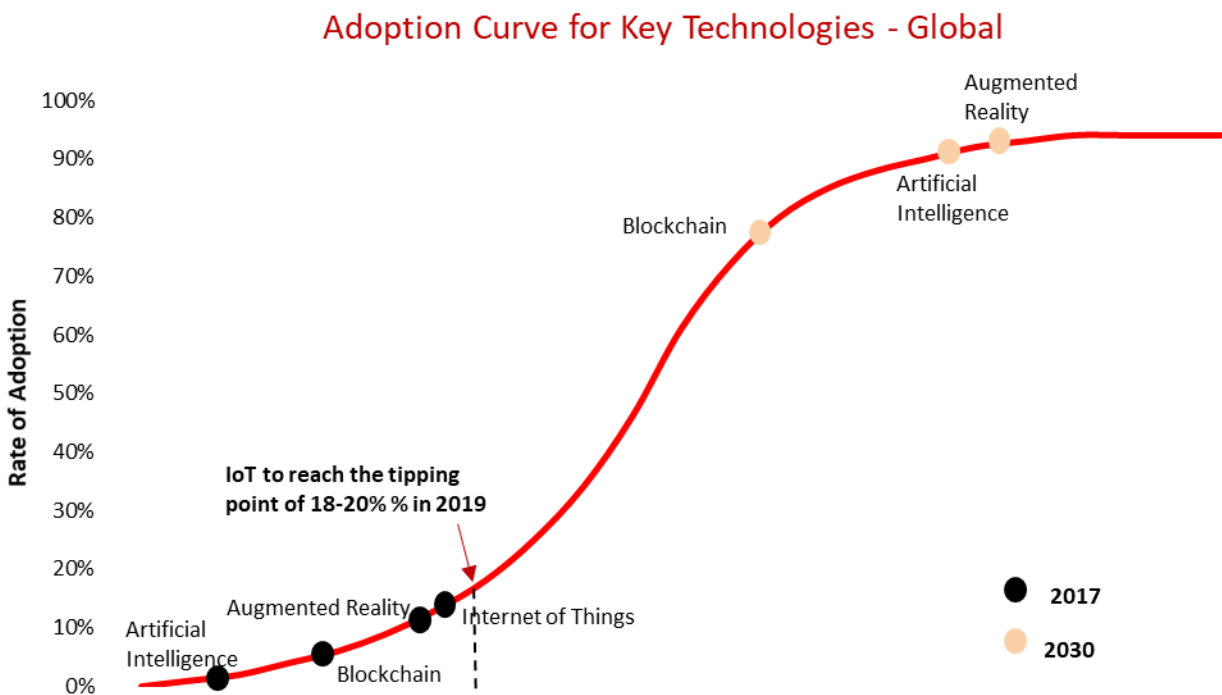 Adoption Curve for Key Technologies - Global
Rate of Adoption
100%
90%
80%
70%
60%
50%
40%
30%
20%
10%
0%
Augmented
Reality
Artificial
Intelligence
Blockchain
IoT to reach the tipping
point of 18-20% % in 2019
Augmented Reality
Internet of Things
Artificial
Intelligence
Blockchain
2017
2030